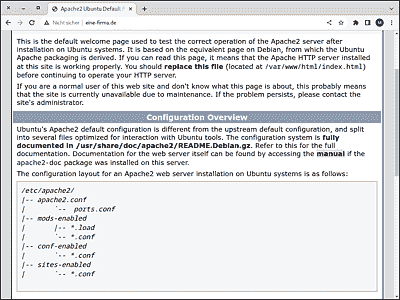 Apache2 Ubuntu Default P
Nicht sicher | eine-firma.de
This is the default welcome page used to test the correct operation of the Apache2 server after
installation on Ubuntu systems. It is based on the equivalent page on Debian, from which the Ubuntu
Apache packaging is derived. If you can read this page, it means that the Apache HTTP server installed
at this site is working properly. You should replace this file (located at /var/www/html/index.html)
before continuing to operate your HTTP server.
If you are a normal user of this web site and don't know what this page is about, this probably means
that the site is currently unavailable due to maintenance. If the problem persists, please contact the
site's administrator.
Configuration Overview
Ubuntu's Apache2 default configuration is different from the upstream default configuration, and split
into several files optimized for interaction with Ubuntu tools. The configuration system is fully
documented in /usr/share/doc/apache2/README.Debian.gz. Refer to this for the full
documentation. Documentation for the web server itself can be found by accessing the manual if the
apache2-doc package was installed on this server.
The configuration layout for an Apache2 web server installation on Ubuntu systems is as follows:
/etc/apache2/
|-- apache2.conf
|       `--  ports.conf
|-- mods-enabled
|       |-- *.load
|       `-- *.conf
|-- conf-enabled
|       `-- *.conf
|-- sites-enabled
|       `-- *.conf